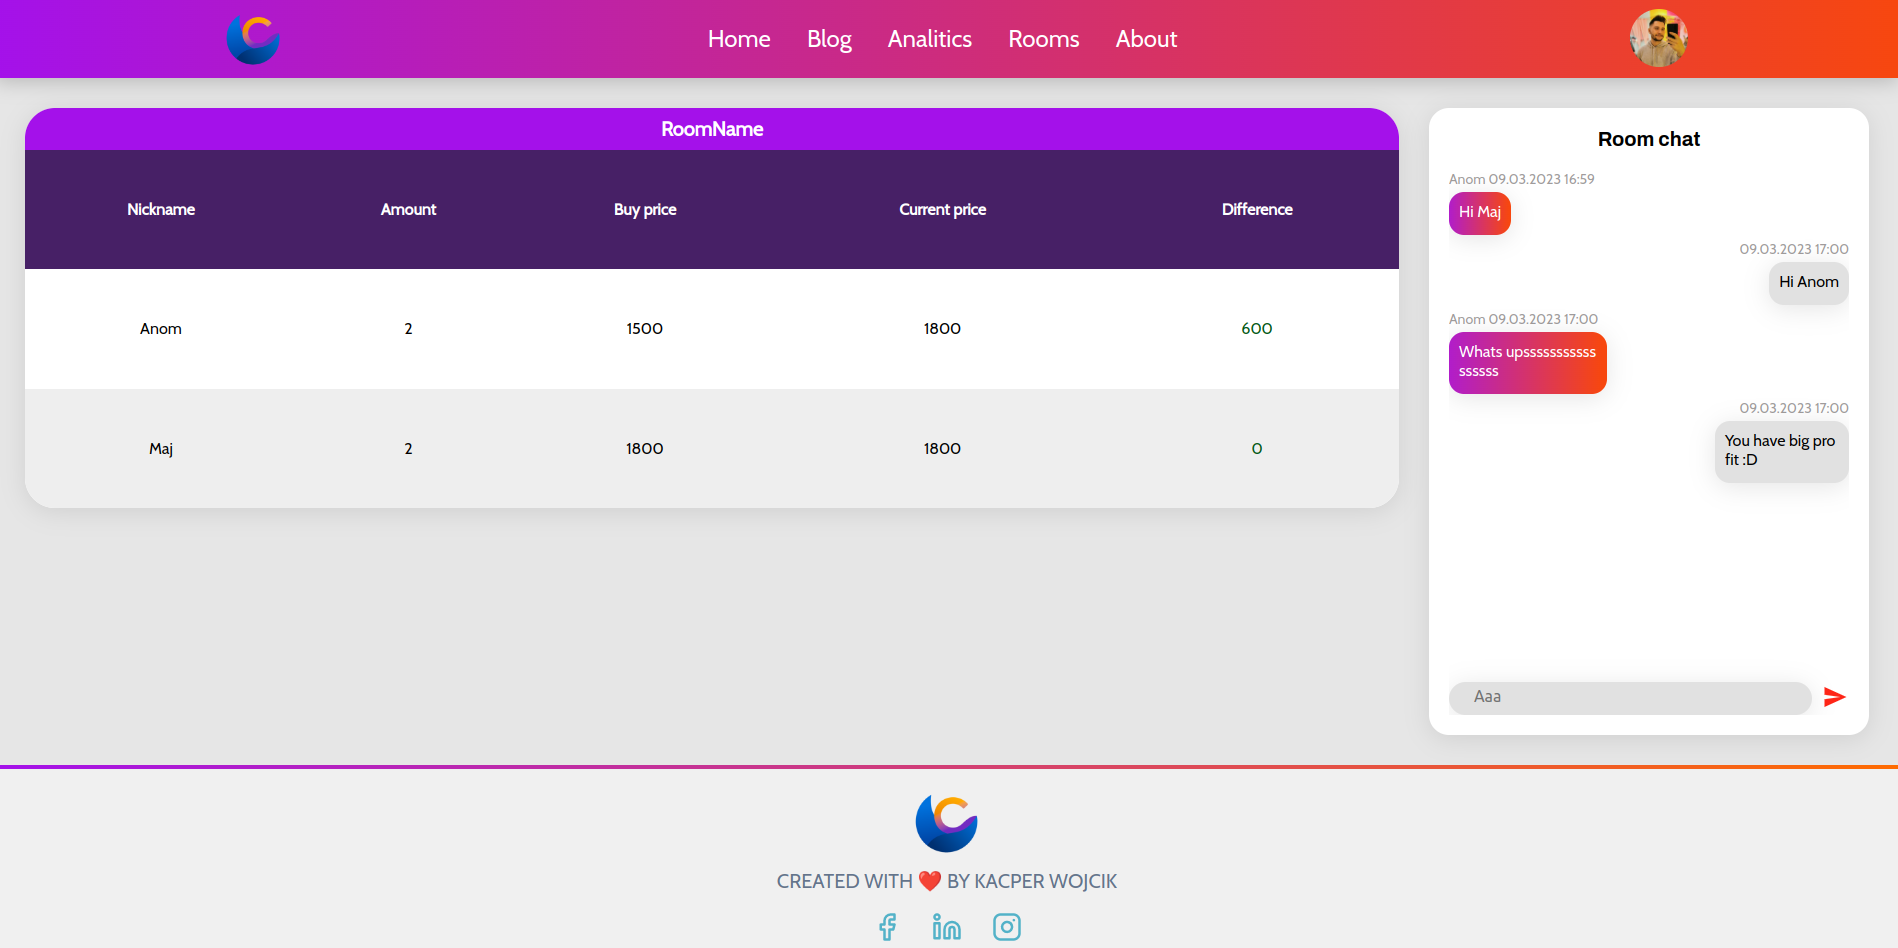 Home Blog Analitics Rooms About
RoomName
Nickname Amount Buy price Current price Difference
Anom 2 1500 1800 600
Maj 2 1800 1800 0
Room chat
Anom 09.03.2023 16:59
Hi Maj
09.03.2023 17:00
Hi Anom
Anom 09.03.2023 17:00
Whats upsssssssssss
ssssss
09.03.2023 17:00
You have big pro
fit :D
Aaa
CREATED WITH ❤️ BY KACPER WOJCIK